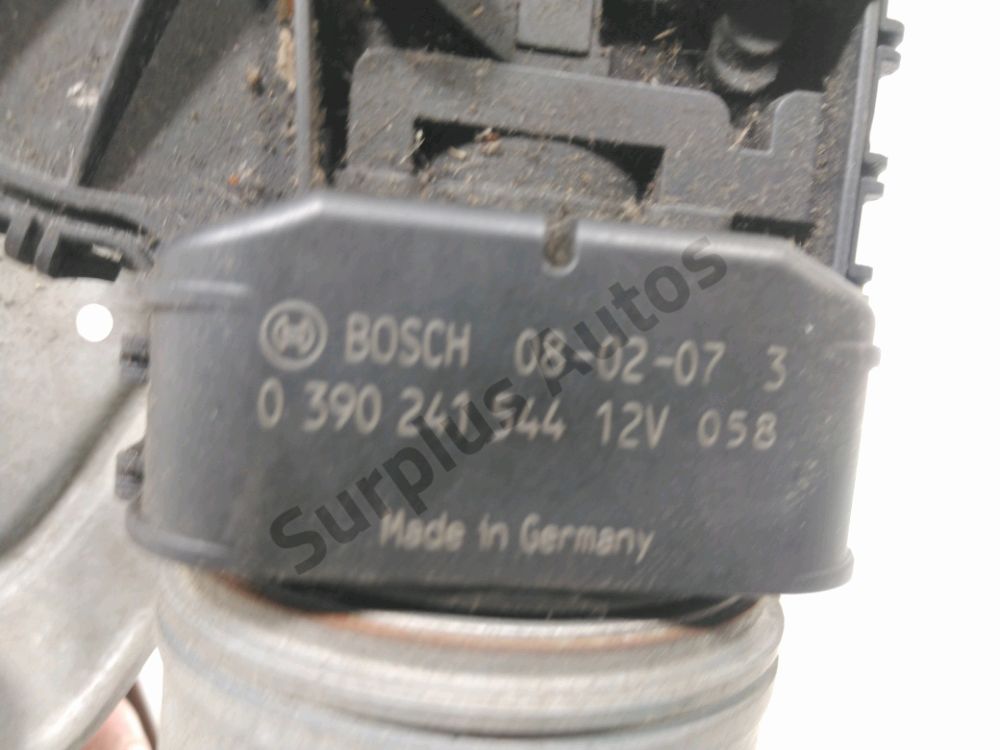 BOSCH 08-02-07 3
0 390 241 544 12V 058
Made in Germany
Surplus Autos